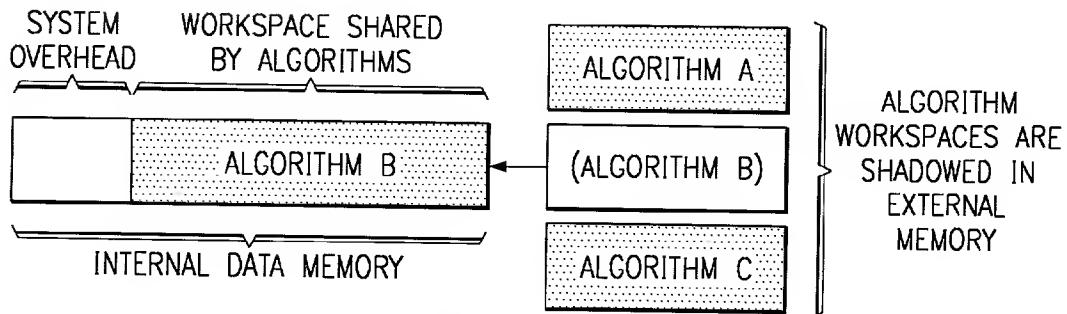 SYSTEM
OVERHEAD
WORKSPACE SHARED
BY ALGORITHMS
ALGORITHM B
INTERNAL DATA MEMORY
ALGORITHM A
(ALGORITHM B)
ALGORITHM C
ALGORITHM
WORKSPACES ARE
SHADOWED IN
EXTERNAL
MEMORY